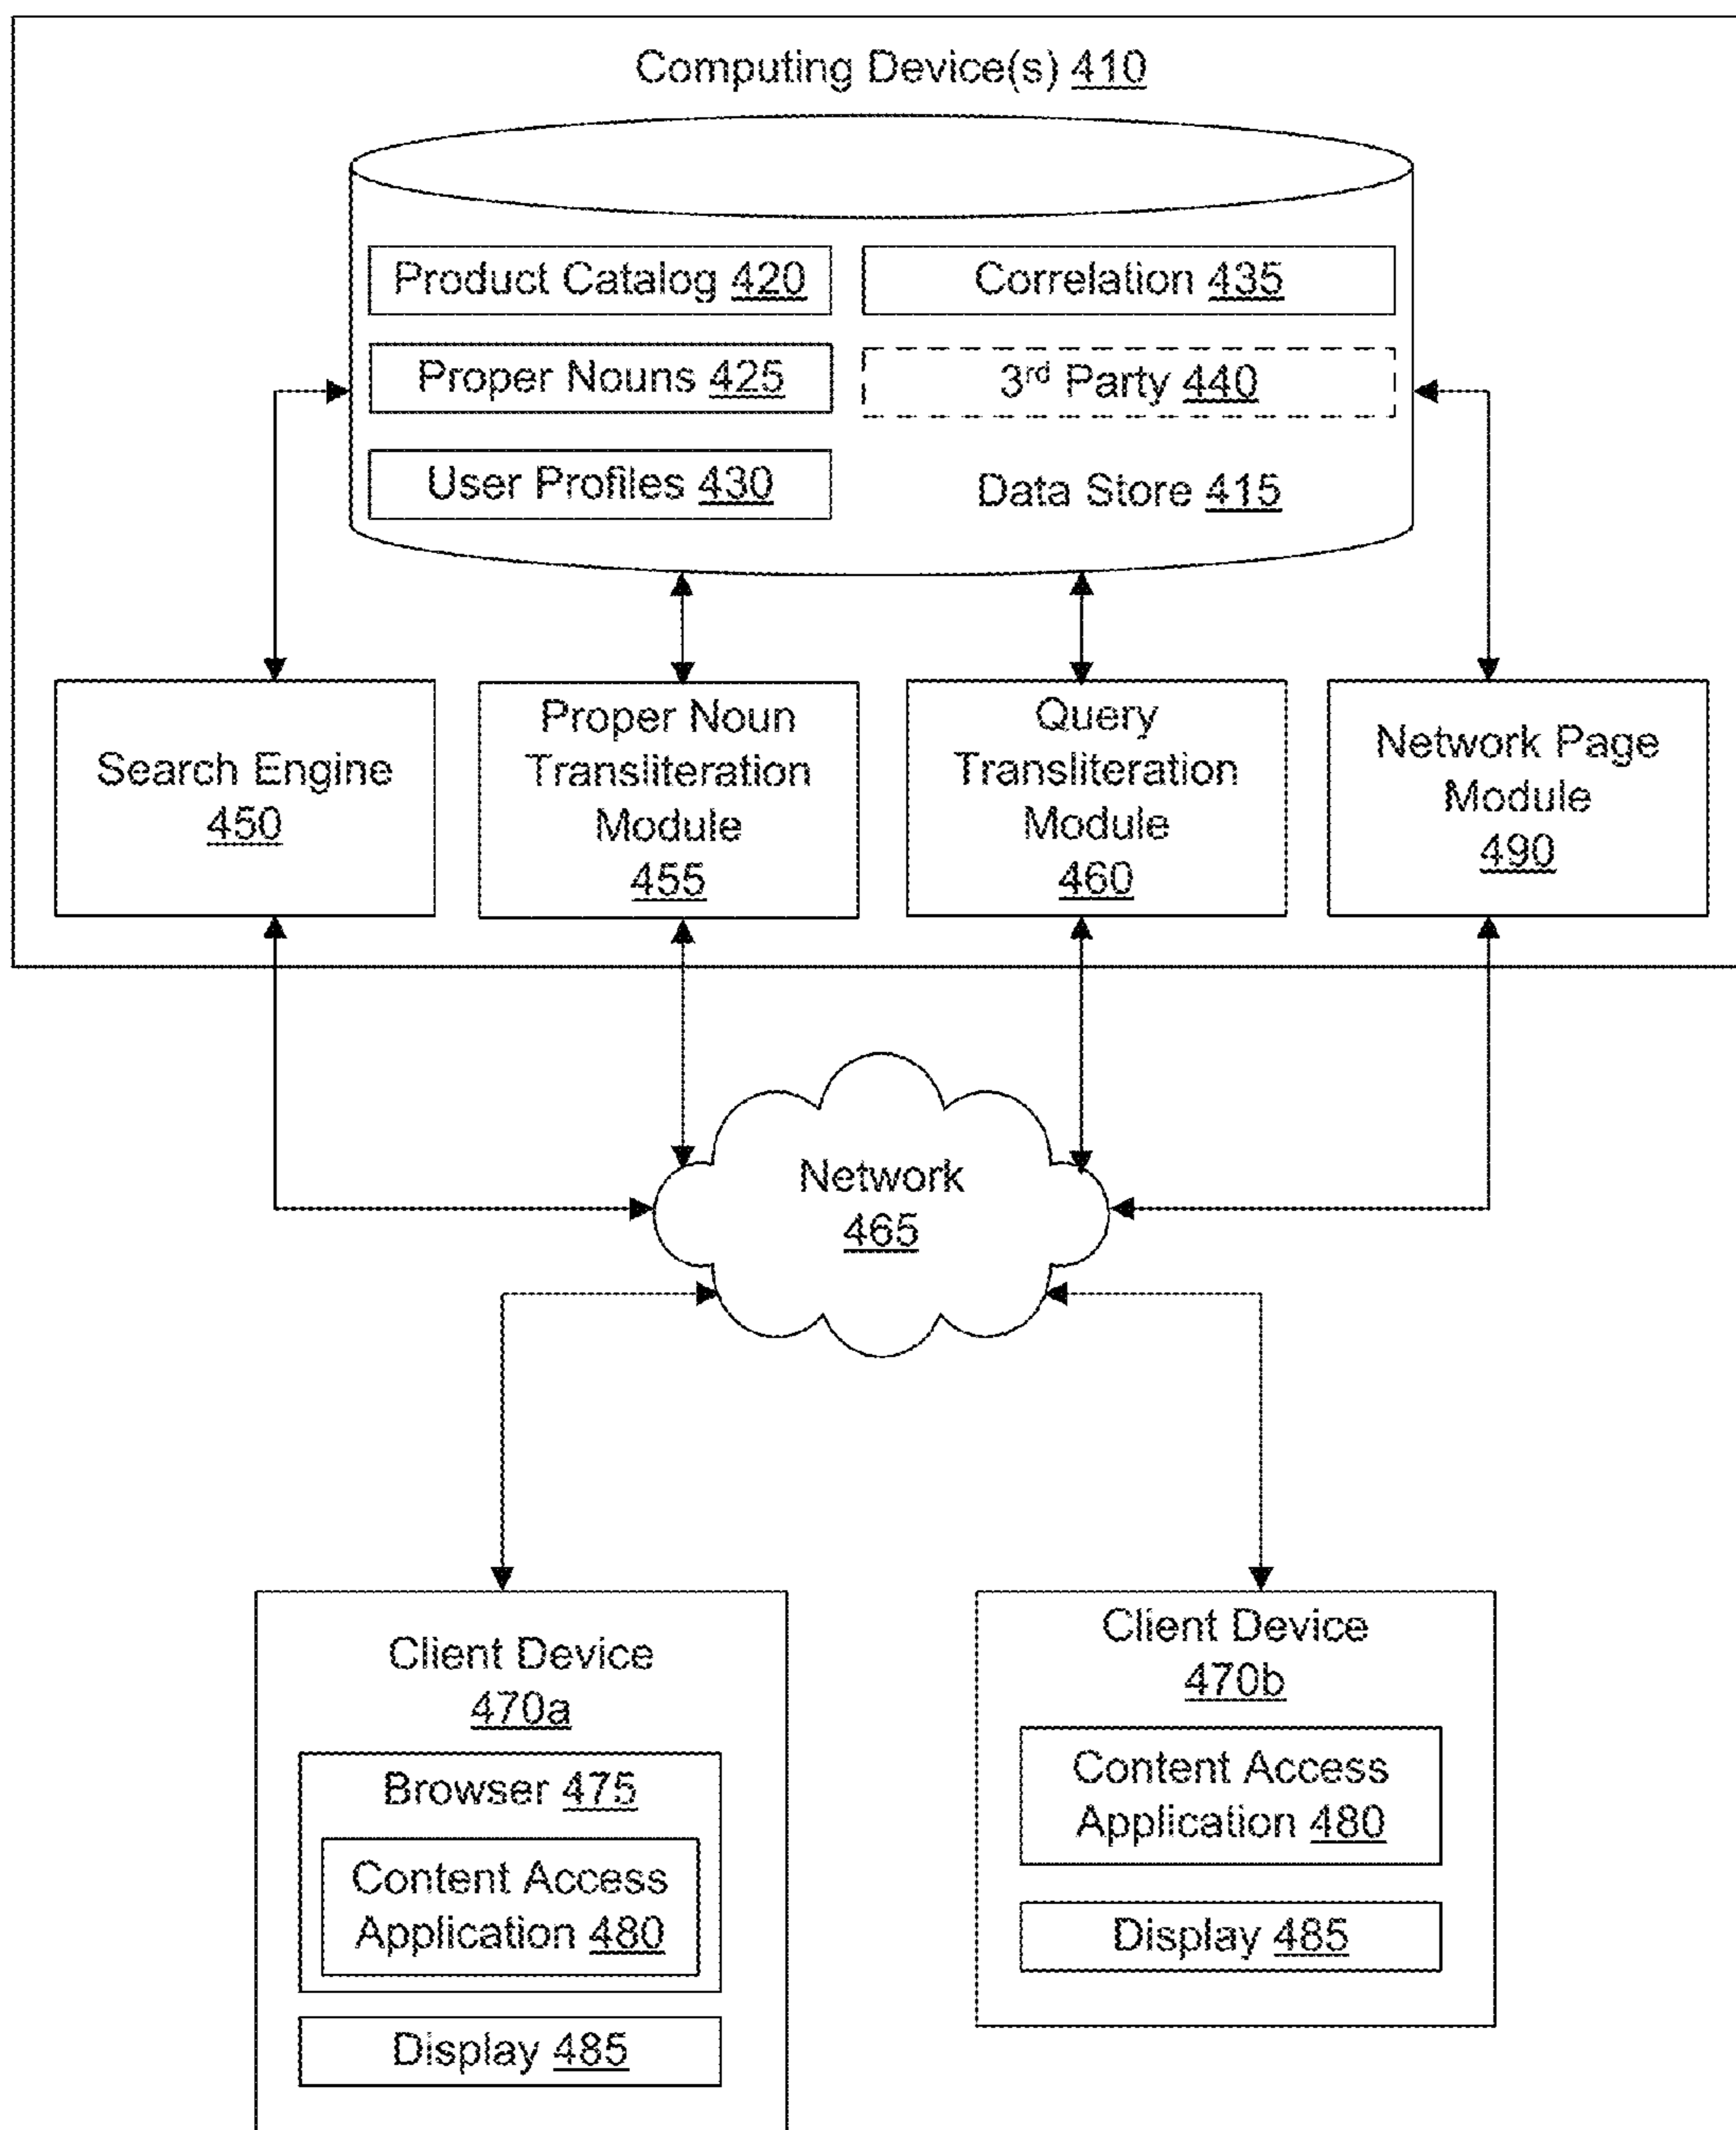 Computing Device(s) 410
Product Catalog 420
Correlation 435
Proper Nouns 425
3rd Party 440
User Profiles 430
Data Store 415
Search Engine
450
Proper Noun
Transliteration
Module
455
Query
Transliteration
Module
460
Network Page
Module
490
Network
465
Client Device
470a
Browser 475
Content Access
Application 480
Display 485
Client Device
470b
Content Access
Application 480
Display 485